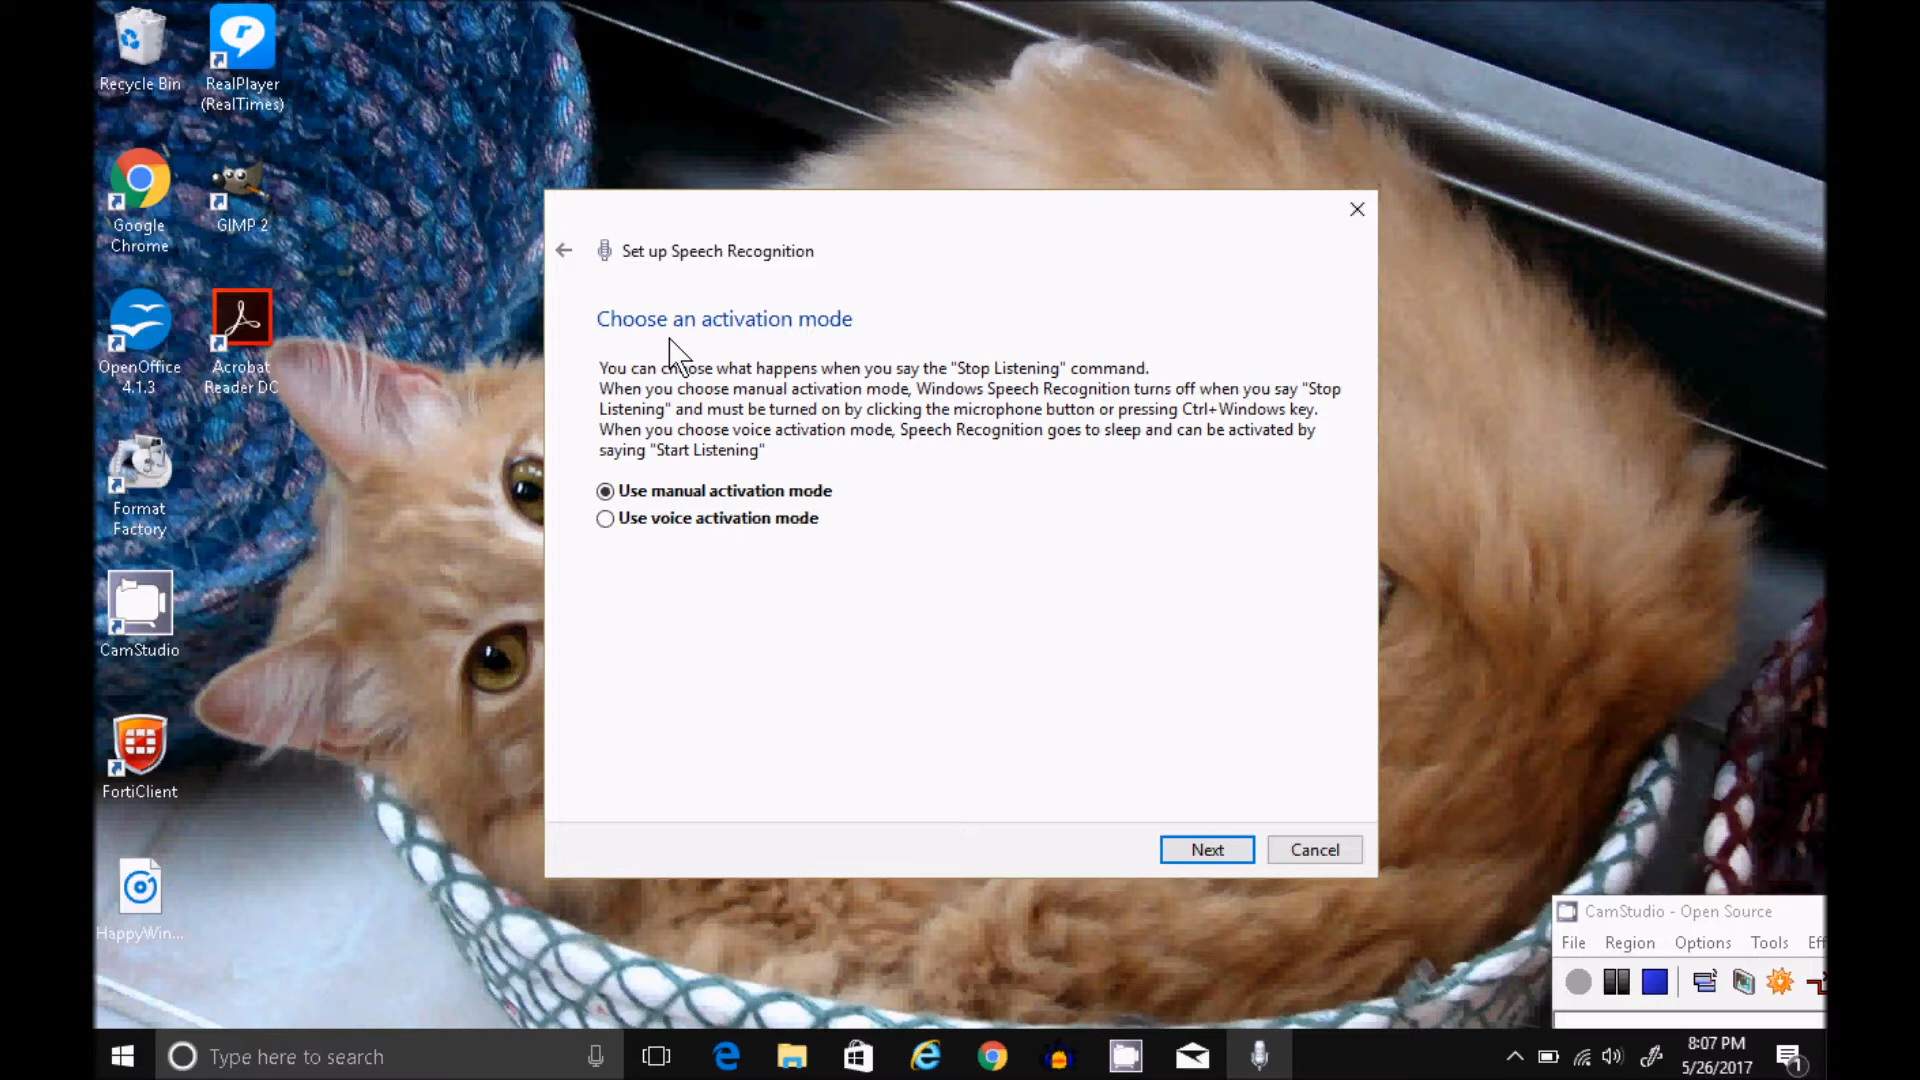 Recycle Bin
RealPlayer
(RealTimes)
Google
Chrome
GIMP 2
OpenOffice
4.1.3
Acrobat
Reader DC
Format
Factory
CamStudio
FortiClient
HappyWin...
Set up Speech Recognition
Choose an activation mode
You can choose what happens when you say the "Stop Listening" command.
When you choose manual activation mode, Windows Speech Recognition turns off when you say "Stop
Listening" and must be turned on by clicking the microphone button or pressing Ctrl+Windows key.
When you choose voice activation mode, Speech Recognition goes to sleep and can be activated by
saying "Start Listening"
Use manual activation mode
Use voice activation mode
Next
Cancel
CamStudio - Open Source
File Region Options Tools Eff
Type here to search
8:07 PM
5/26/2017
1